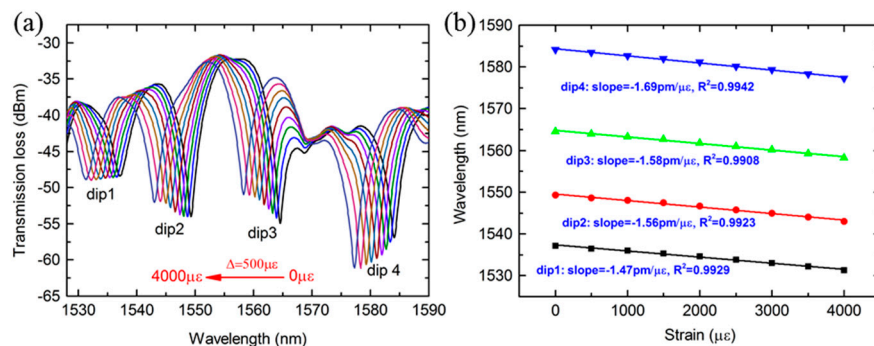 (a)
-30
-35
-40
-45
-50
-55
-60
-65
Transmission loss (dBm)
dip1
dip2
dip3
dip 4
4000με
Δ=500με
0με
1530
1540
1550
1560
1570
1580
1590
Wavelength (nm)
(b)
1590
1580
1570
1560
1550
1540
1530
Wavelength (nm)
dip4: slope=-1.69pm/με, R²=0.9942
dip3: slope=-1.58pm/με, R²=0.9908
dip2: slope=-1.56pm/με, R²=0.9923
dip1: slope=-1.47pm/με, R²=0.9929
0
1000
2000
3000
4000
Strain (με)